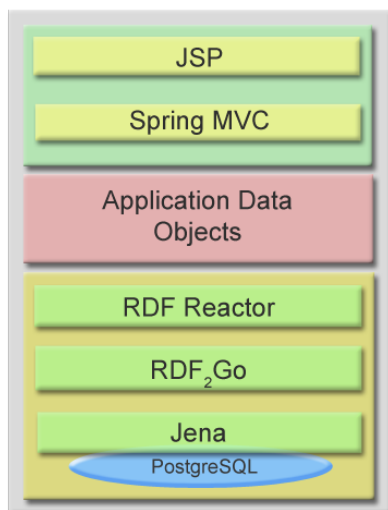 JSP
Spring MVC
Application Data
Objects
RDF Reactor
RDF₂Go
Jena
PostgreSQL